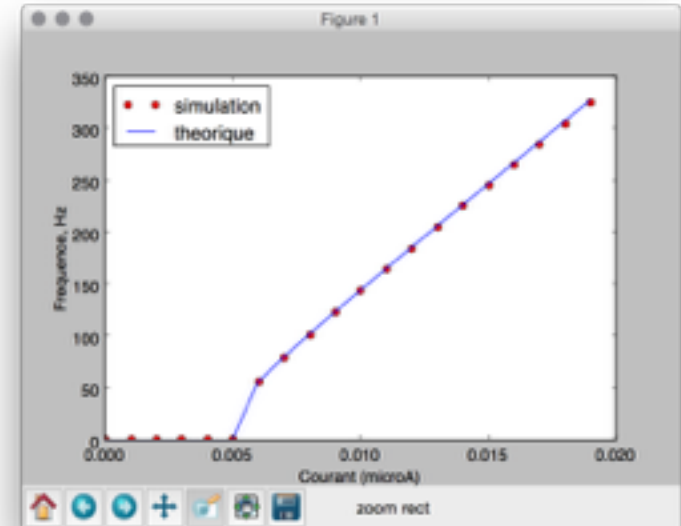 Figure 1
350
300
250
200
150
100
50
0
Frequence, Hz
simulation
theorique
0.000
0.005
0.010
0.015
0.020
Courant (microA)
zoom rect